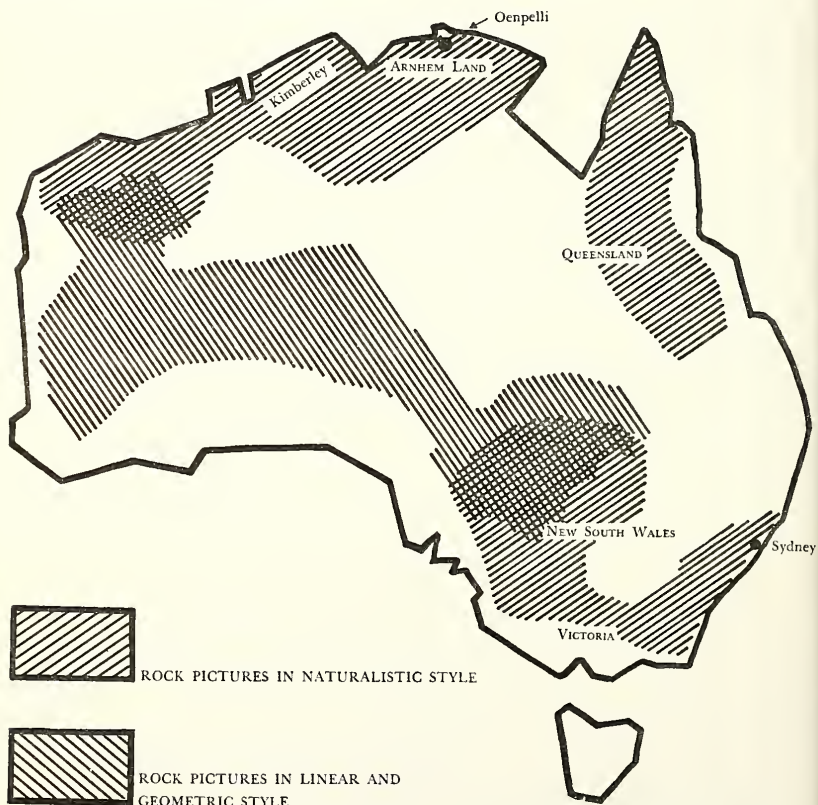 Oenpelli
ARNHEM LAND
Kimberley
QUEENSLAND
NEW SOUTH WALES
Sydney
VICTORIA
ROCK PICTURES IN NATURALISTIC STYLE
ROCK PICTURES IN LINEAR AND
GEOMETRIC STYLE